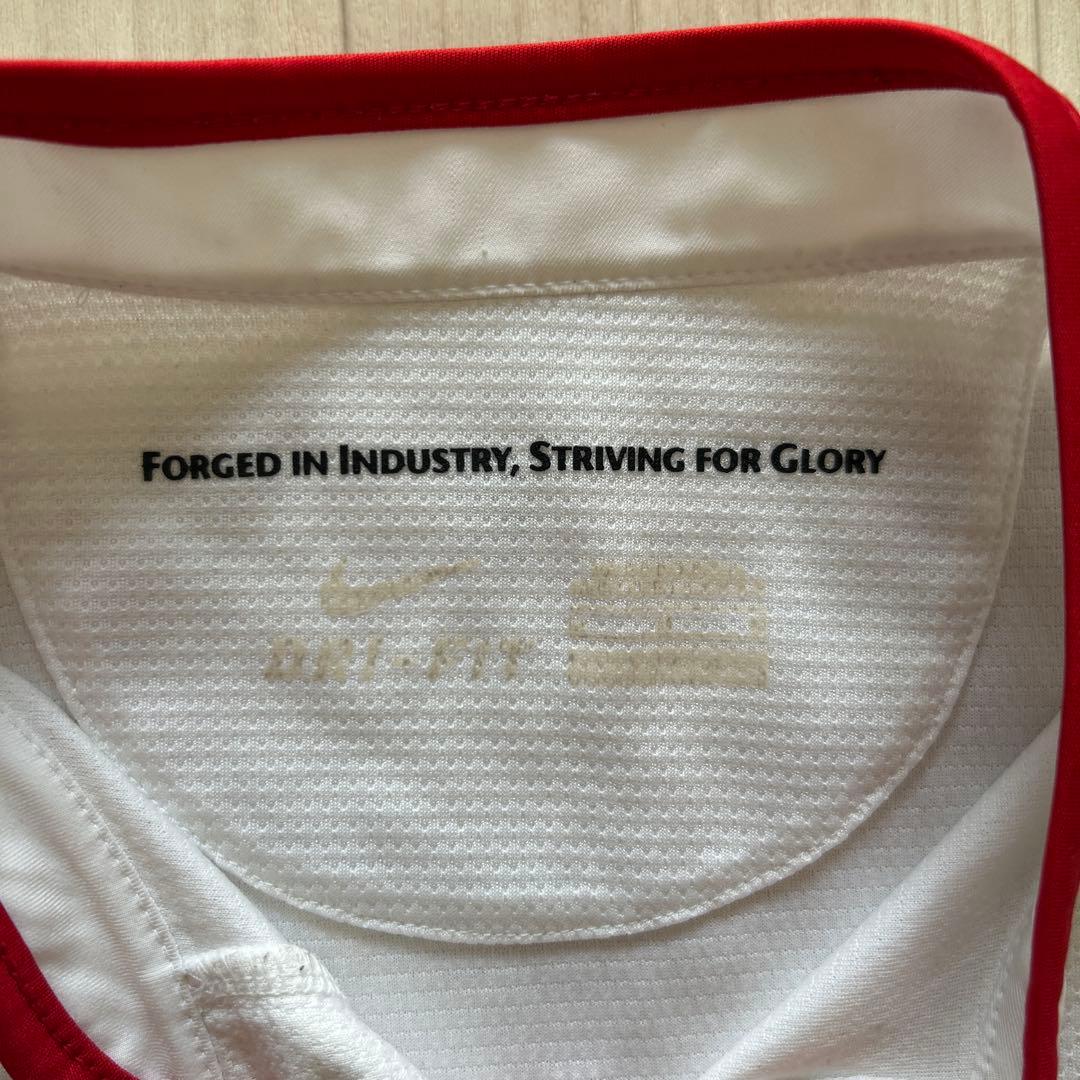 FORGED IN INDUSTRY, STRIVING FOR GLORY
DRI-FIT